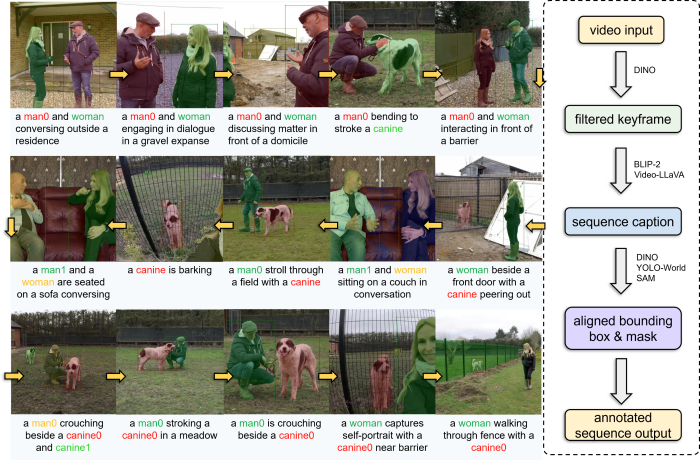 a man0 and woman
conversing outside a
residence
a man0 and woman
engaging in dialogue
in a gravel expanse
a man0 and woman
discussing matter in
front of a domicile
a man0 bending to
stroke a canine
a man0 and woman
interacting in front of
a barrier
a man1 and a
woman are seated
on a sofa conversing
a canine is barking
a man0 stroll through
a field with a canine
a man1 and woman
sitting on a couch in
conversation
a woman beside a
front door with a
canine peering out
a man0 crouching
beside a canine0
and canine1
a man0 stroking a
canine0 in a meadow
a man0 is crouching
beside a canine0
a woman captures
self-portrait with a
canine0 near barrier
a woman walking
through fence with a
canine0
video input
DINO
filtered keyframe
BLIP-2
Video-LLaVA
sequence caption
DINO
YOLO-World
SAM
aligned bounding
box & mask
annotated
sequence output